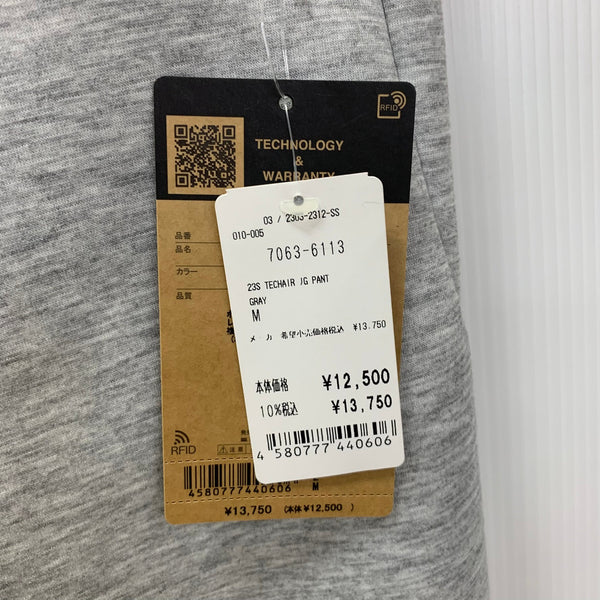 RFID
TECHNOLOGY
&
WARRANTY
03 / 2303-2312-SS
010-005
7063-6113
23S TECHAIR JG PANT
GRAY
M
メーカー希望小売価格税込 ¥13,750
本体価格 ¥12,500
10%税込 ¥13,750
4 580777 440606
品番
品名
カラー
品質
RFID
注意
4580777440606
M
¥13,750 (本体¥12,500)